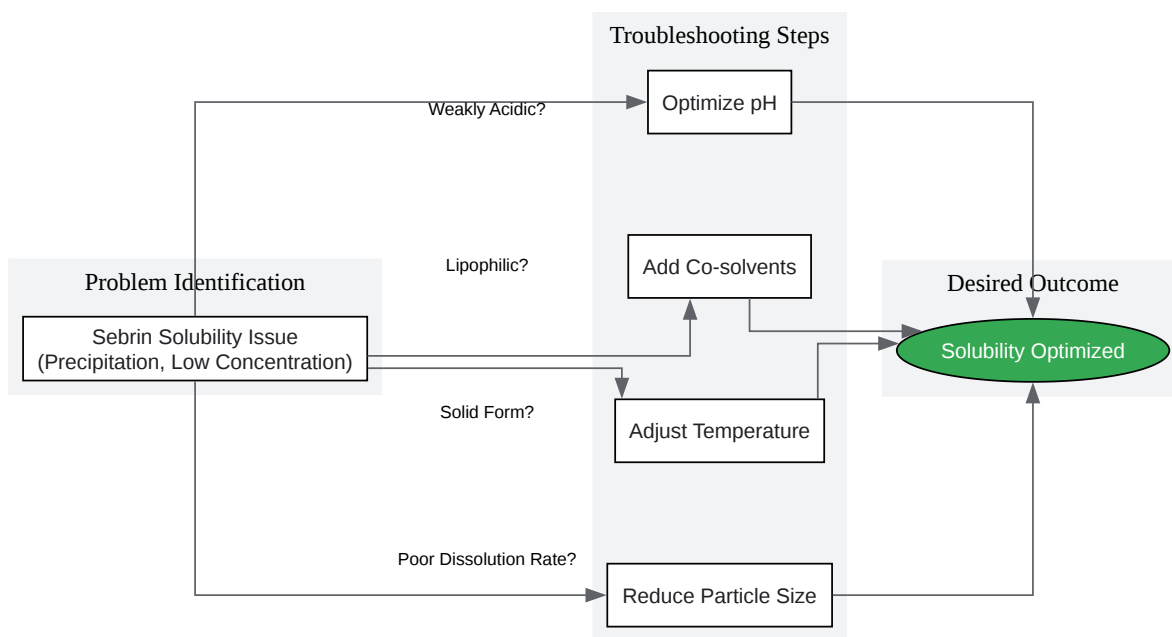 Troubleshooting Steps
Optimize pH
Weakly Acidic?
Lipophilic?
Add Co-solvents
Problem Identification
Desired Outcome
Sebrin Solubility Issue
(Precipitation, Low Concentration)
Solubility Optimized
Solid Form?
Adjust Temperature
Poor Dissolution Rate?
Reduce Particle Size